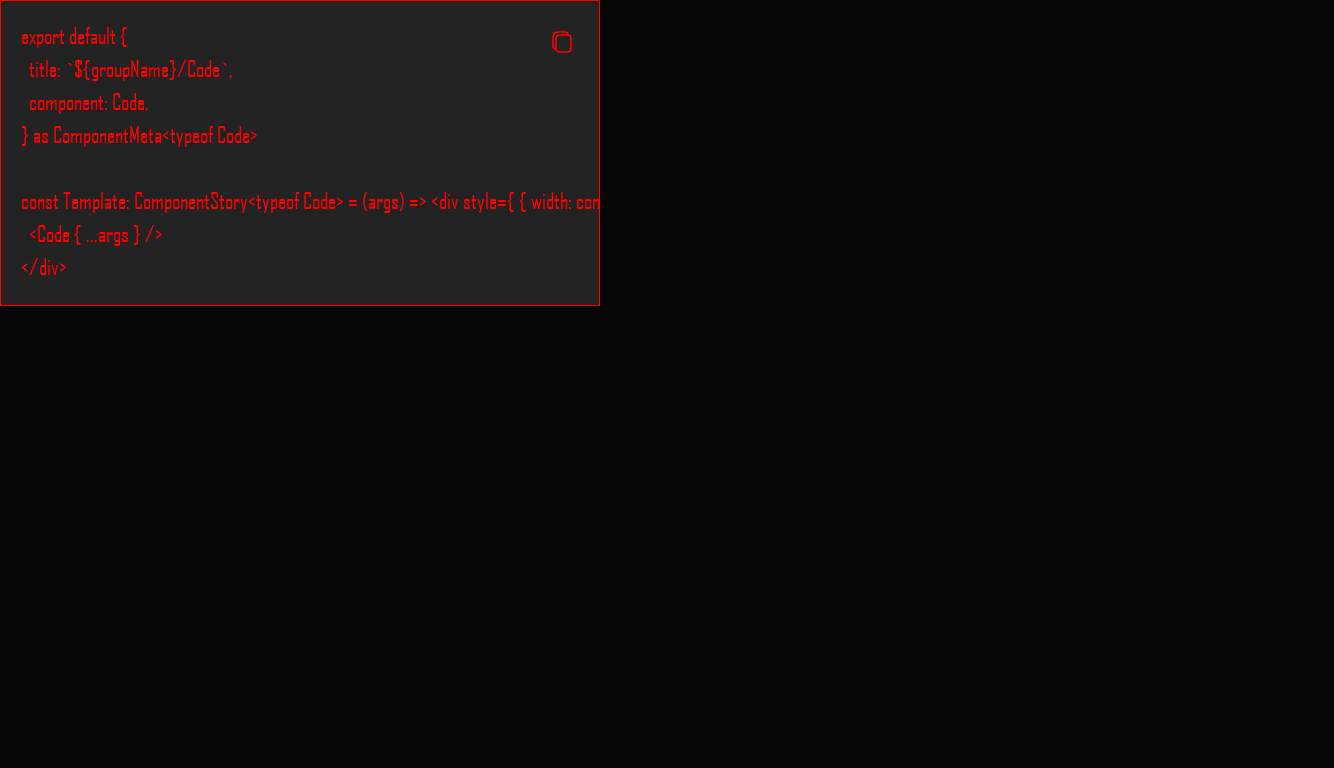 export default {
  title: `${groupName}/Code`,
  component: Code,
} as ComponentMeta<typeof Code>

const Template: ComponentStory<typeof Code> = (args) => <div style={ { width: con
  <Code { ...args } />
</div>